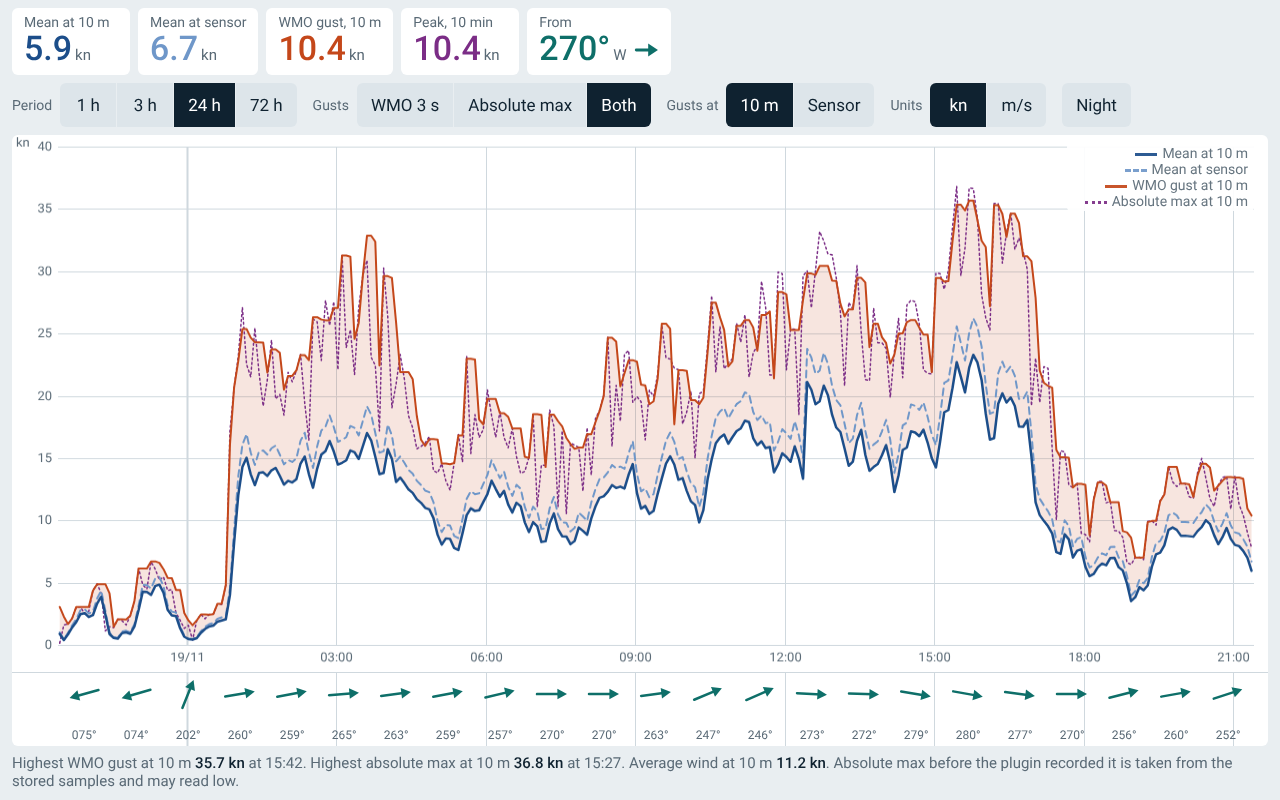 Mean at 10 m
5.9 kn
Mean at sensor
6.7 kn
WMO gust, 10 m
10.4 kn
Peak, 10 min
10.4 kn
From
270° W
Period 1 h 3 h 24 h 72 h Gusts WMO 3 s Absolute max Both Gusts at 10 m Sensor Units kn m/s Night
kn
40
35
30
25
20
15
10
5
0
Mean at 10 m
Mean at sensor
WMO gust at 10 m
Absolute max at 10 m
19/11 03:00 06:00 09:00 12:00 15:00 18:00 21:00
075° 074° 202° 260° 259° 265° 263° 259° 257° 270° 270° 263° 247° 246° 273° 272° 279° 280° 277° 270° 256° 260° 252°
Highest WMO gust at 10 m 35.7 kn at 15:42. Highest absolute max at 10 m 36.8 kn at 15:27. Average wind at 10 m 11.2 kn. Absolute max before the plugin recorded it is taken from the
stored samples and may read low.